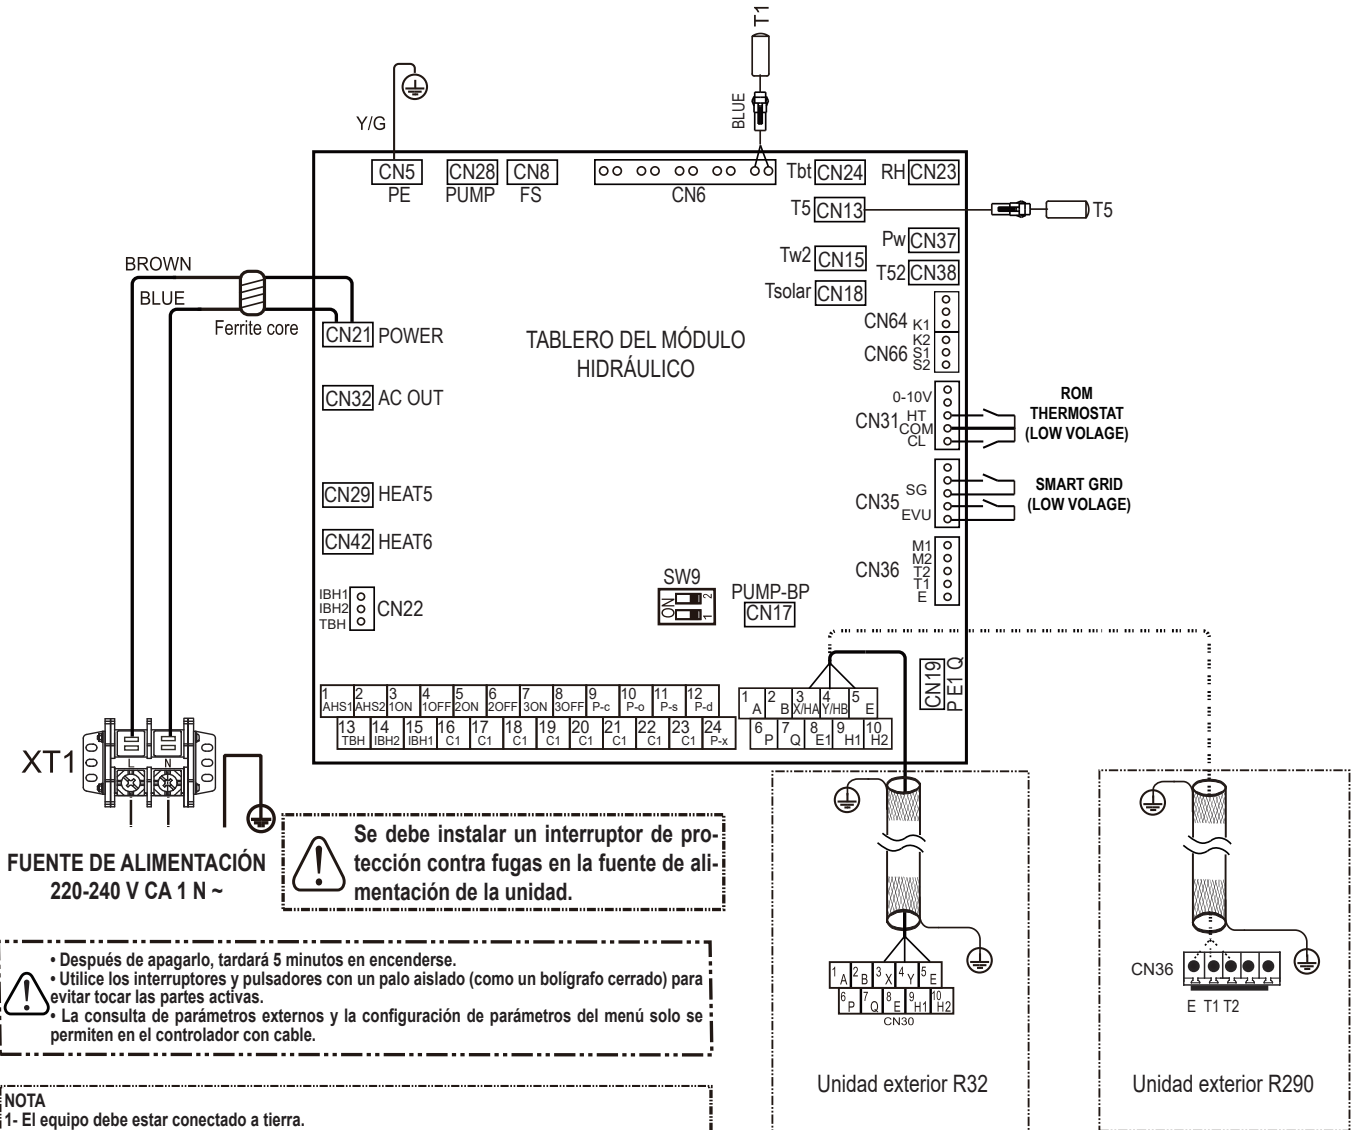 T1
BLUE
Y/G
CN5
CN28
CN8
PE
PUMP
FS
CN6
Tbt CN24
RH CN23
T5 CN13
T5
Pw CN37
Tw2 CN15
T52 CN38
Tsolar CN18
BROWN
BLUE
Ferrite core
CN21 POWER
TABLERO DEL MÓDULO
HIDRÁULICO
CN64 K1
K2
CN66 S1
S2
CN32 AC OUT
0-10V
CN31 HT
COM
CL
ROM
THERMOSTAT
(LOW VOLAGE)
CN29 HEAT5
CN35 SG
EVU
SMART GRID
(LOW VOLAGE)
CN42 HEAT6
CN36
M1
M2
T2
T1
E
IBH1
IBH2
TBH
CN22
SW9
ON
2
1
PUMP-BP
CN17
CN19
P E1 Q
1 2 3 4 5 6 7 8 9 10 11 12
AHS1 AHS2 1ON 1OFF 2ON 2OFF 3ON 3OFF P-c P-o P-s P-d
13 14 15 16 17 18 19 20 21 22 23 24
TBH IBH2 IBH1 C1 C1 C1 C1 C1 C1 C1 C1 P-x
1 2 3 4 5
A B X/HA Y/HB E
6 7 8 9 10
P Q E1 H1 H2
XT1
L N
FUENTE DE ALIMENTACIÓN
220-240 V CA 1 N ~
Se debe instalar un interruptor de pro-
tección contra fugas en la fuente de ali-
mentación de la unidad.
• Después de apagarlo, tardará 5 minutos en encenderse.
• Utilice los interruptores y pulsadores con un palo aislado (como un bolígrafo cerrado) para
evitar tocar las partes activas.
• La consulta de parámetros externos y la configuración de parámetros del menú solo se
permiten en el controlador con cable.
1 2 3 4 5
A B X Y E
6 7 8 9 10
P Q E H1 H2
CN30
Unidad exterior R32
CN36
E T1 T2
Unidad exterior R290
NOTA
1- El equipo debe estar conectado a tierra.